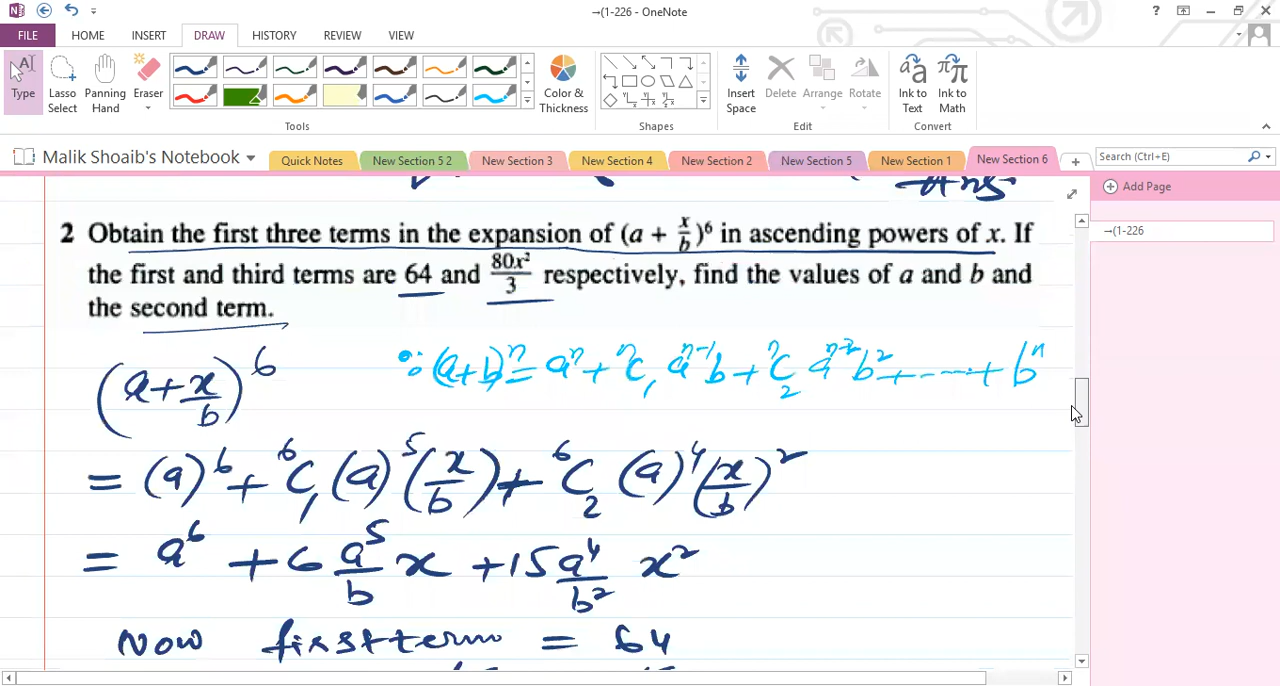 →(1-226 - OneNote
FILE HOME INSERT DRAW HISTORY REVIEW VIEW
Type Lasso Select Panning Hand Eraser Color & Thickness Insert Space Delete Arrange Rotate Ink to Text Ink to Math
Tools Shapes Edit Convert
Malik Shoaib's Notebook Quick Notes New Section 5 2 New Section 3 New Section 4 New Section 2 New Section 5 New Section 1 New Section 6 Search (Ctrl+E)
Add Page
→(1-226
Ans.
2 Obtain the first three terms in the expansion of (a + x/b)⁶ in ascending powers of x. If
the first and third terms are 64 and 80x²/3 respectively, find the values of a and b and
the second term.
∵ (a+b)ⁿ = aⁿ + ⁿC₁ aⁿ⁻¹b + ⁿC₂ aⁿ⁻²b² + ---- + bⁿ
(a + x/b)⁶
= (a)⁶ + ⁶C₁ (a)⁵ (x/b) + ⁶C₂ (a)⁴ (x/b)²
= a⁶ + 6 a⁵/b x + 15 a⁴/b² x²
Now first term = 64